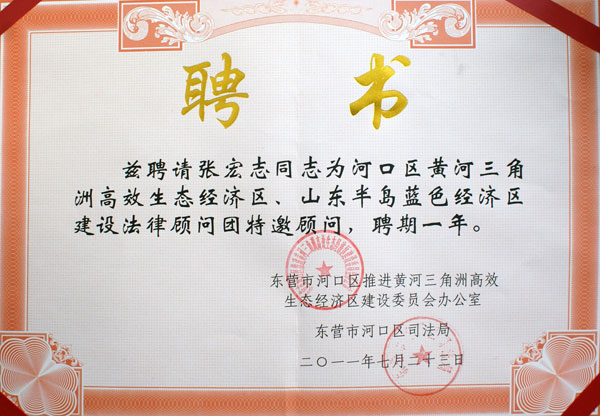 聘书
兹聘请张宏志同志为河口区黄河三角
洲高效生态经济区、山东半岛蓝色经济区
建设法律顾问团特邀顾问，聘期一年。
东营市河口区推进黄河三角洲高效
生态经济区建设委员会办公室
东营市河口区司法局
二〇一一年七月二十三日